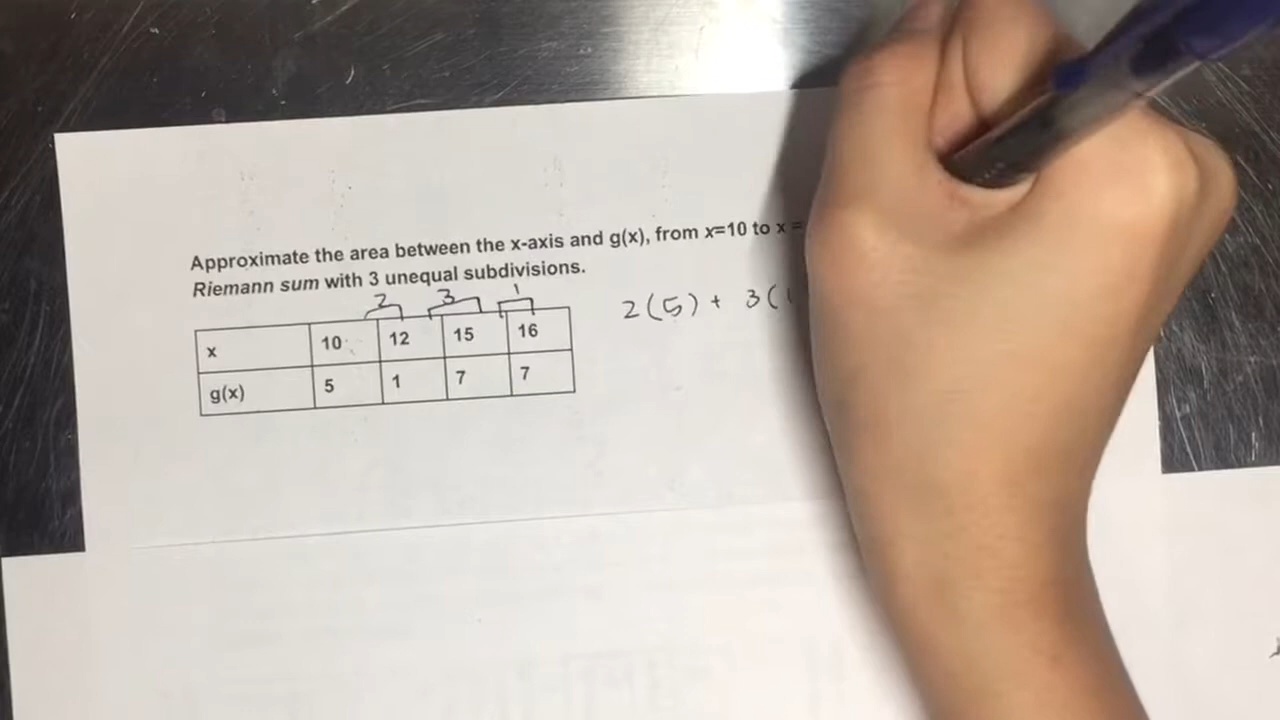 Approximate the area between the x-axis and g(x), from x=10 to x =
Riemann sum with 3 unequal subdivisions.
2 3 1
2(5) + 3(
x 10 12 15 16
g(x) 5 1 7 7